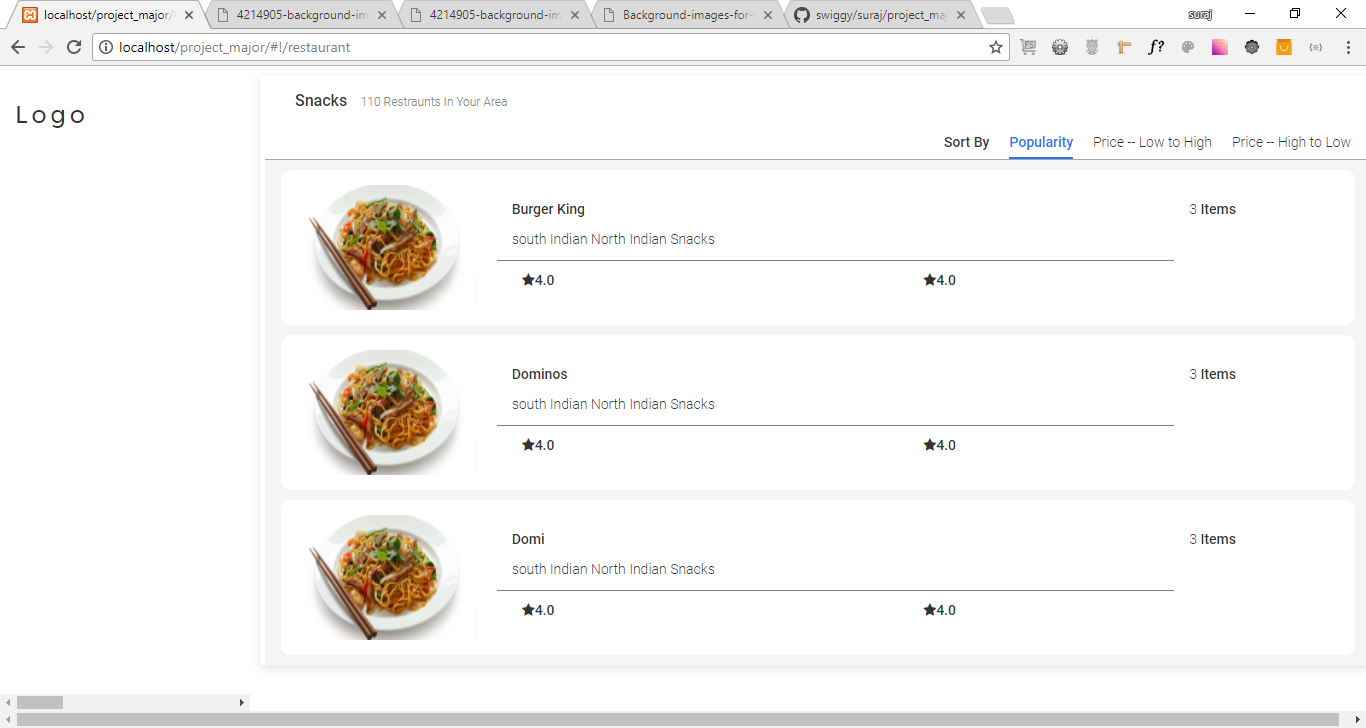 localhost/project_major/
4214905-background-im
4214905-background-im
Background-images-for-
swiggy/suraj/project_ma
suraj
localhost/project_major/#!/restaurant
f?
Logo
Snacks 110 Restraunts In Your Area
Sort By Popularity Price -- Low to High Price -- High to Low
Burger King 3 Items
south Indian North Indian Snacks
4.0 4.0
Dominos 3 Items
south Indian North Indian Snacks
4.0 4.0
Domi 3 Items
south Indian North Indian Snacks
4.0 4.0